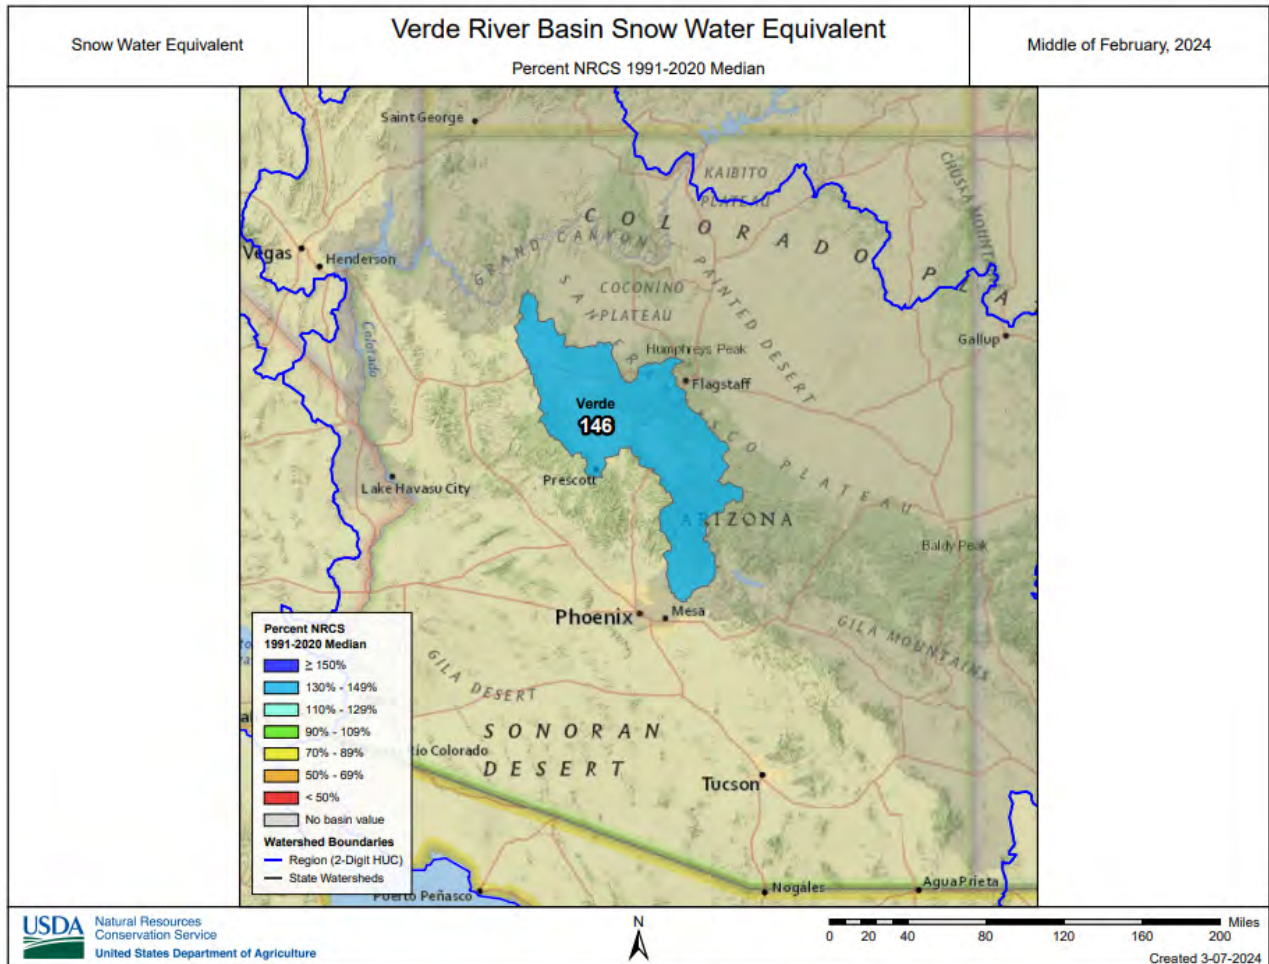 Snow Water Equivalent
Verde River Basin Snow Water Equivalent
Percent NRCS 1991-2020 Median
Middle of February, 2024
Saint George
KAIBITO
PLATEAU
CHUSKA MOUNT
COLORADO PLA
GRAND CANYON
PAINTED DESERT
Vegas
Henderson
COCONINO
PLATEAU
SAN
Colorado
Gallup
Humphreys Peak
Flagstaff
Verde
146
CO PLATEAU
Prescott
Lake Havasu City
ARIZONA
Baldy Peak
Phoenix
Mesa
GILA MOUNTAINS
GILA DESERT
SONORAN
DESERT
Río Colorado
Tucson
Nogales
Agua Prieta
Puerto Peñasco
Percent NRCS
1991-2020 Median
≥ 150%
130% - 149%
110% - 129%
90% - 109%
70% - 89%
50% - 69%
< 50%
No basin value
Watershed Boundaries
Region (2-Digit HUC)
State Watersheds
USDA
Natural Resources
Conservation Service
United States Department of Agriculture
N
Miles
0 20 40 80 120 160 200
Created 3-07-2024